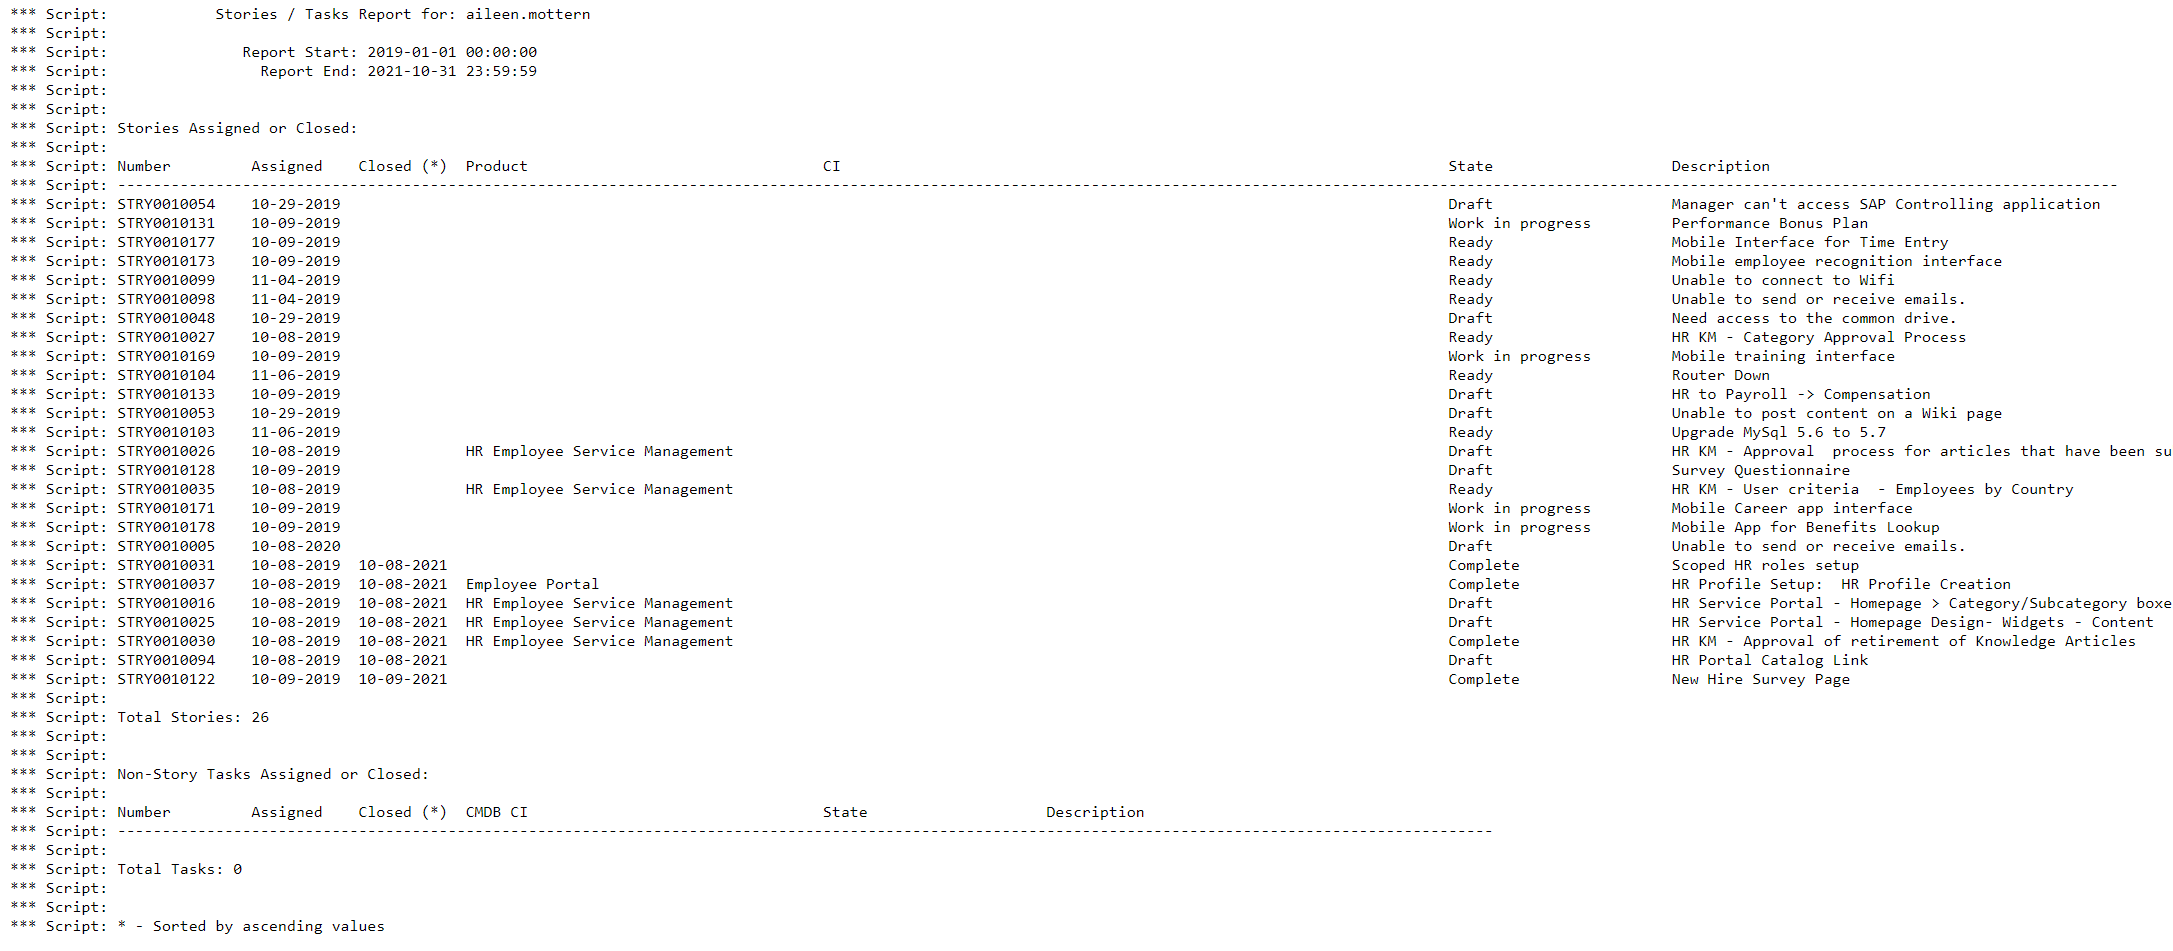 *** Script:            Stories / Tasks Report for: aileen.mottern
*** Script:
*** Script:               Report Start: 2019-01-01 00:00:00
*** Script:                 Report End: 2021-10-31 23:59:59
*** Script:
*** Script:
*** Script: Stories Assigned or Closed:
*** Script:
*** Script: Number         Assigned    Closed (*)  Product                                 CI                                                                    State                    Description
*** Script: --------------------------------------------------------------------------------------------------------------------------------------------------------------------------------------------------------------------------------
*** Script: STRY0010054    10-29-2019    Draft    Manager can't access SAP Controlling application
*** Script: STRY0010131    10-09-2019    Work in progress    Performance Bonus Plan
*** Script: STRY0010177    10-09-2019    Ready    Mobile Interface for Time Entry
*** Script: STRY0010173    10-09-2019    Ready    Mobile employee recognition interface
*** Script: STRY0010099    11-04-2019    Ready    Unable to connect to Wifi
*** Script: STRY0010098    11-04-2019    Ready    Unable to send or receive emails.
*** Script: STRY0010048    10-29-2019    Draft    Need access to the common drive.
*** Script: STRY0010027    10-08-2019    Ready    HR KM - Category Approval Process
*** Script: STRY0010169    10-09-2019    Work in progress    Mobile training interface
*** Script: STRY0010104    11-06-2019    Ready    Router Down
*** Script: STRY0010133    10-09-2019    Draft    HR to Payroll -> Compensation
*** Script: STRY0010053    10-29-2019    Draft    Unable to post content on a Wiki page
*** Script: STRY0010103    11-06-2019    Ready    Upgrade MySql 5.6 to 5.7
*** Script: STRY0010026    10-08-2019    HR Employee Service Management    Draft    HR KM - Approval  process for articles that have been su
*** Script: STRY0010128    10-09-2019    Draft    Survey Questionnaire
*** Script: STRY0010035    10-08-2019    HR Employee Service Management    Ready    HR KM - User criteria  - Employees by Country
*** Script: STRY0010171    10-09-2019    Work in progress    Mobile Career app interface
*** Script: STRY0010178    10-09-2019    Work in progress    Mobile App for Benefits Lookup
*** Script: STRY0010005    10-08-2020    Draft    Unable to send or receive emails.
*** Script: STRY0010031    10-08-2019  10-08-2021    Complete    Scoped HR roles setup
*** Script: STRY0010037    10-08-2019  10-08-2021  Employee Portal    Complete    HR Profile Setup:  HR Profile Creation
*** Script: STRY0010016    10-08-2019  10-08-2021  HR Employee Service Management    Draft    HR Service Portal - Homepage > Category/Subcategory boxe
*** Script: STRY0010025    10-08-2019  10-08-2021  HR Employee Service Management    Draft    HR Service Portal - Homepage Design- Widgets - Content
*** Script: STRY0010030    10-08-2019  10-08-2021  HR Employee Service Management    Complete    HR KM - Approval of retirement of Knowledge Articles
*** Script: STRY0010094    10-08-2019  10-08-2021    Draft    HR Portal Catalog Link
*** Script: STRY0010122    10-09-2019  10-09-2021    Complete    New Hire Survey Page
*** Script:
*** Script: Total Stories: 26
*** Script:
*** Script:
*** Script: Non-Story Tasks Assigned or Closed:
*** Script:
*** Script: Number         Assigned    Closed (*)  CMDB CI                                 State                    Description
*** Script: ----------------------------------------------------------------------------------------------------------------------------------------------------------
*** Script:
*** Script: Total Tasks: 0
*** Script:
*** Script:
*** Script: * - Sorted by ascending values